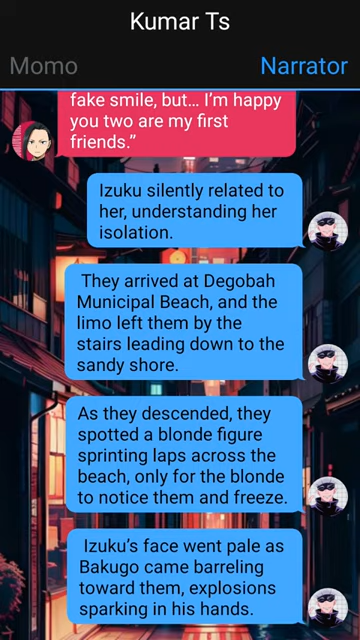 Kumar Ts
Momo
Narrator
fake smile, but... I'm happy
you two are my first
friends."
Izuku silently related to
her, understanding her
isolation.
They arrived at Degobah
Municipal Beach, and the
limo left them by the
stairs leading down to the
sandy shore.
As they descended, they
spotted a blonde figure
sprinting laps across the
beach, only for the blonde
to notice them and freeze.
Izuku's face went pale as
Bakugo came barreling
toward them, explosions
sparking in his hands.